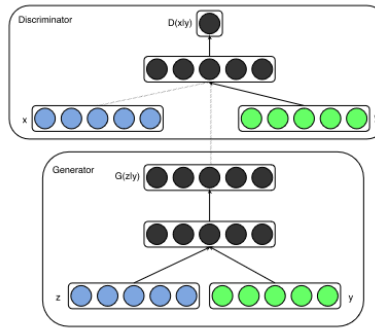 Discriminator
D(x|y)
x
Generator
G(z|y)
z
y